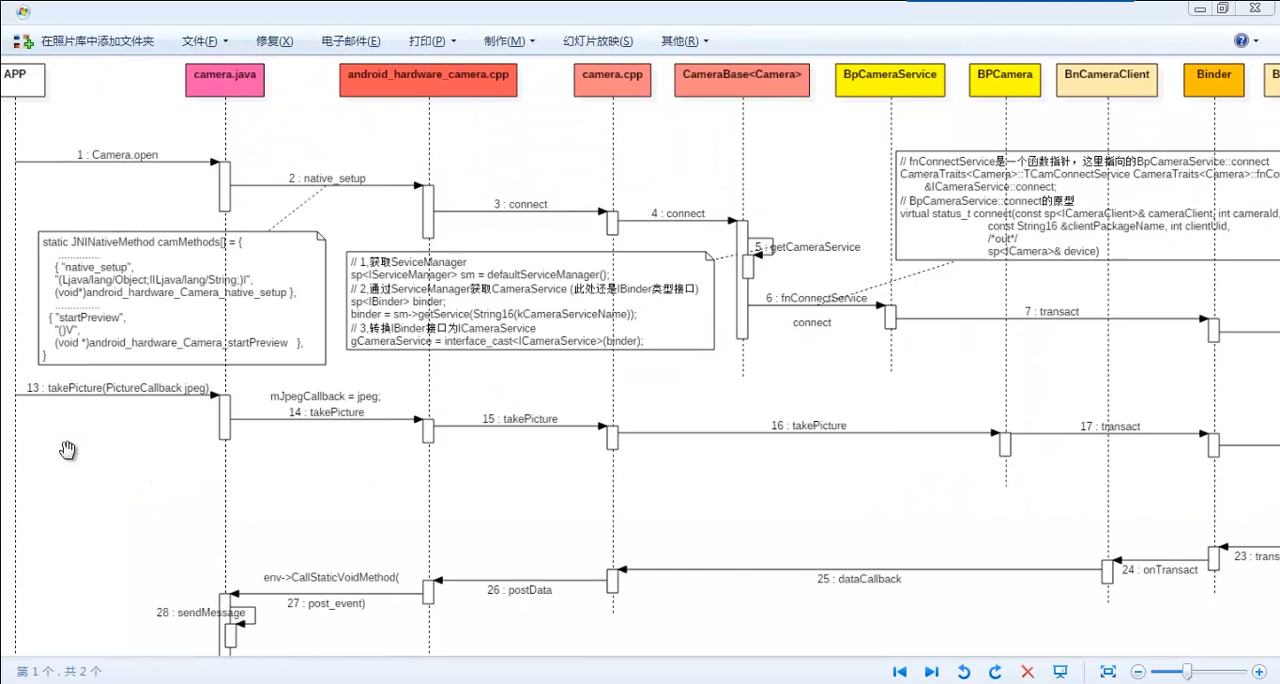 在照片库中添加文件夹 文件(F) 修复(X) 电子邮件(E) 打印(P) 制作(M) 幻灯片放映(S) 其他(R)
APP camera.java android_hardware_camera.cpp camera.cpp CameraBase<Camera> BpCameraService BPCamera BnCameraClient Binder
1 : Camera.open
2 : native_setup
3 : connect
4 : connect
5 : getCameraService
6 : fnConnectService
connect
7 : transact
// fnConnectService是一个函数指针，这里指向的BpCameraService::connect
CameraTraits<Camera>::TCamConnectService CameraTraits<Camera>::fnCo
&ICameraService::connect;
// BpCameraService::connect的原型
virtual status_t connect(const sp<ICameraClient>& cameraClient, int cameraId,
const String16 &clientPackageName, int clientUid,
/*out*/
sp<ICamera>& device)
static JNINativeMethod camMethods[] = {
..............
{ "native_setup",
"(Ljava/lang/Object;IILjava/lang/String;)I",
(void*)android_hardware_Camera_native_setup },
..............
{ "startPreview",
"()V",
(void *)android_hardware_Camera_startPreview },
}
// 1,获取SeviceManager
sp<IServiceManager> sm = defaultServiceManager();
// 2,通过ServiceManager获取CameraService (此处还是IBinder类型接口)
sp<IBinder> binder;
binder = sm->getService(String16(kCameraServiceName));
// 3,转换IBinder接口为ICameraService
gCameraService = interface_cast<ICameraService>(binder);
13 : takePicture(PictureCallback jpeg)
mJpegCallback = jpeg;
14 : takePicture
15 : takePicture
16 : takePicture
17 : transact
23 : trans
24 : onTransact
25 : dataCallback
26 : postData
env->CallStaticVoidMethod(
27 : post_event)
28 : sendMessage
第 1 个，共 2 个